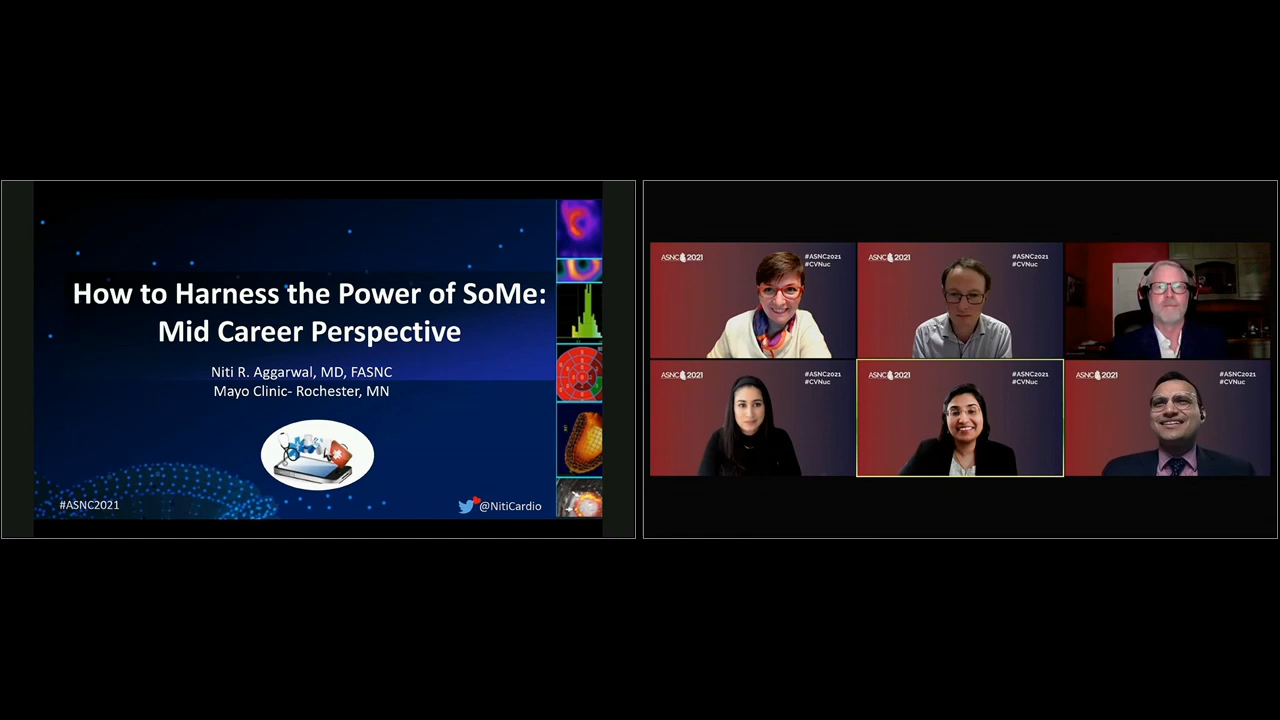 How to Harness the Power of SoMe:
Mid Career Perspective
Niti R. Aggarwal, MD, FASNC
Mayo Clinic- Rochester, MN
#ASNC2021
@NitiCardio
ASNC 2021
#ASNC2021
#CVNuc
ASNC 2021
#ASNC2021
#CVNuc
ASNC 2021
#ASNC2021
#CVNuc
ASNC 2021
#ASNC2021
#CVNuc
ASNC 2021
#ASNC2021
#CVNuc